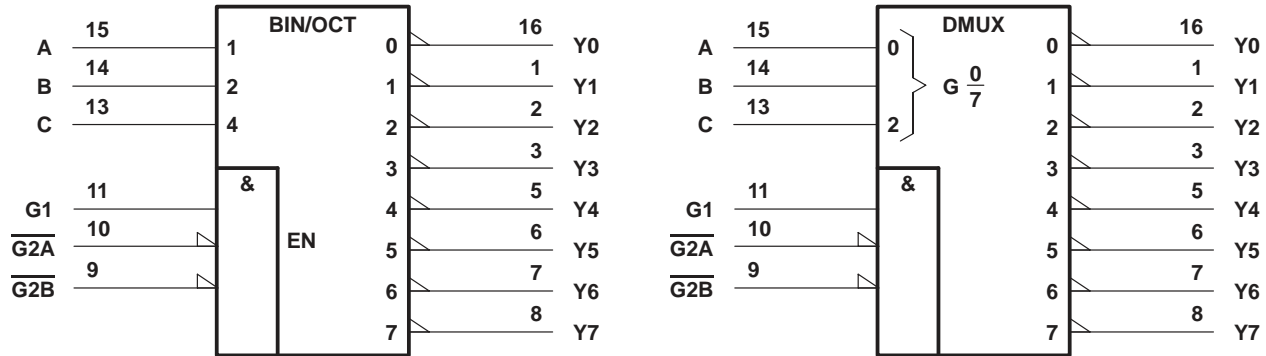 BIN/OCT
A 15 1 0 16 Y0
B 14 2 1 1 Y1
C 13 4 2 2 Y2
3 3 Y3
G1 11 & 4 5 Y4
G2A 10 EN 5 6 Y5
G2B 9 6 7 Y6
7 8 Y7
DMUX
A 15 0 0 16 Y0
B 14 G 0/7 1 1 Y1
C 13 2 2 2 Y2
3 3 Y3
G1 11 & 4 5 Y4
G2A 10 5 6 Y5
G2B 9 6 7 Y6
7 8 Y7